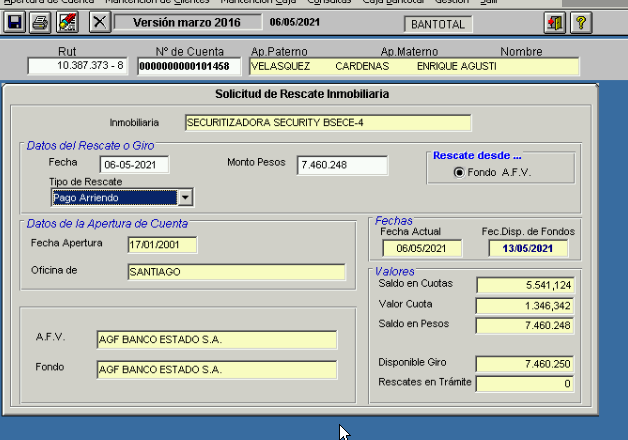 Apertura de Cuenta Mantención de Clientes Mantención Caja Consultas Caja Bantotal Gestión Salir
Versión marzo 2016 06/05/2021 BANTOTAL
Rut Nº de Cuenta Ap.Paterno Ap.Materno Nombre
10.387.373 - 8 0000000000101458 VELASQUEZ CARDENAS ENRIQUE AGUSTI
Solicitud de Rescate Inmobiliaria
Inmobiliaria SECURITIZADORA SECURITY BSECE-4
Datos del Rescate o Giro
Fecha 06-05-2021 Monto Pesos 7.460.248
Rescate desde ...
Fondo A.F.V.
Tipo de Rescate
Pago Arriendo
Datos de la Apertura de Cuenta
Fecha Apertura 17/01/2001
Oficina de SANTIAGO
Fechas
Fecha Actual Fec.Disp. de Fondos
06/05/2021 13/05/2021
Valores
Saldo en Cuotas 5.541,124
Valor Cuota 1.346,342
Saldo en Pesos 7.460.248
Disponible Giro 7.460.250
Rescates en Trámite 0
A.F.V. AGF BANCO ESTADO S.A.
Fondo AGF BANCO ESTADO S.A.